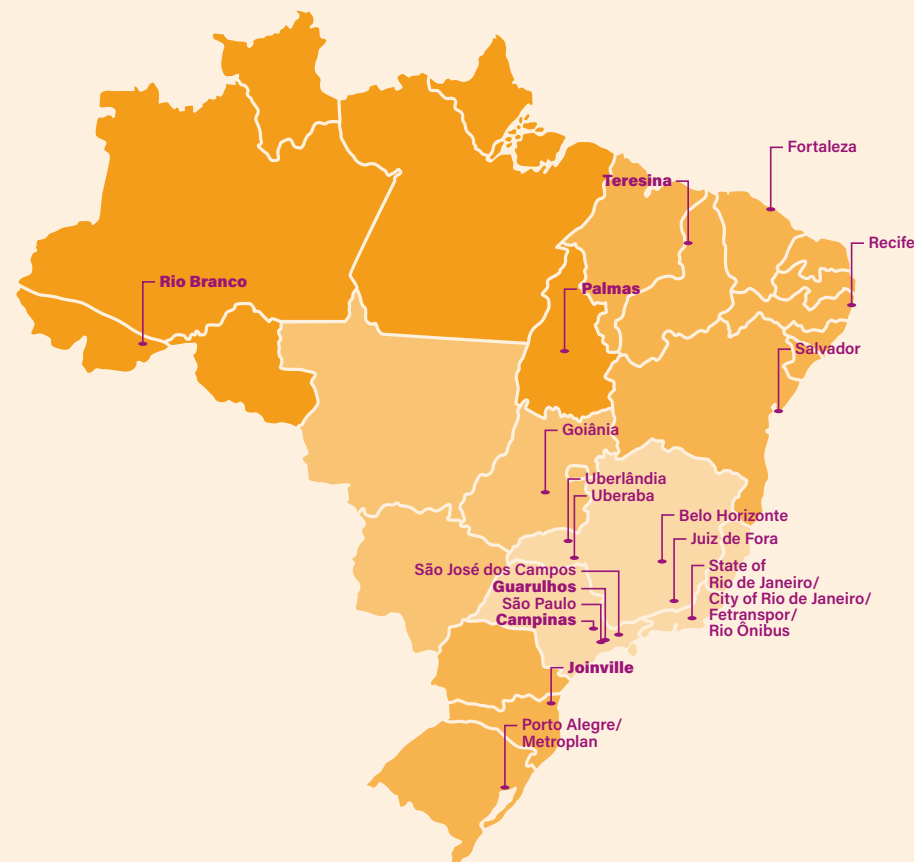 Fortaleza
Teresina
Recife
Rio Branco
Palmas
Salvador
Goiânia
Uberlândia
Uberaba
Belo Horizonte
Juiz de Fora
São José dos Campos
State of
Rio de Janeiro/
City of Rio de Janeiro/
Fetranspor/
Rio Ônibus
Guarulhos
São Paulo
Campinas
Joinville
Porto Alegre/
Metroplan